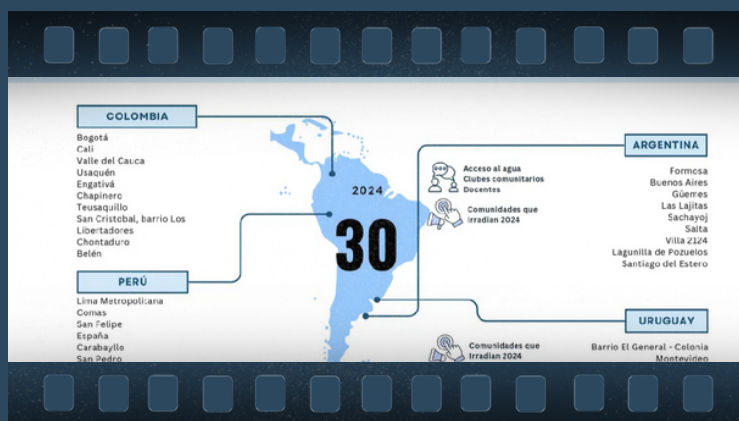 COLOMBIA
Bogotá
Cali
Valle del Cauca
Usaquén
Engativá
Chapinero
Teusaquillo
San Cristobal, barrio Los
Libertadores
Chontaduro
Belén
PERÚ
Lima Metropolitana
Comas
San Felipe
España
Carabayllo
San Pedro
2024
30
Acceso al agua
Clubes comunitarios
Docentes
Comunidades que
Irradian 2024
ARGENTINA
Formosa
Buenos Aires
Güemes
Las Lajitas
Sachayoj
Salta
Villa 2124
Lagunilla de Pozuelos
Santiago del Estero
URUGUAY
Comunidades que
Irradian 2024
Barrio El General - Colonia
Montevideo